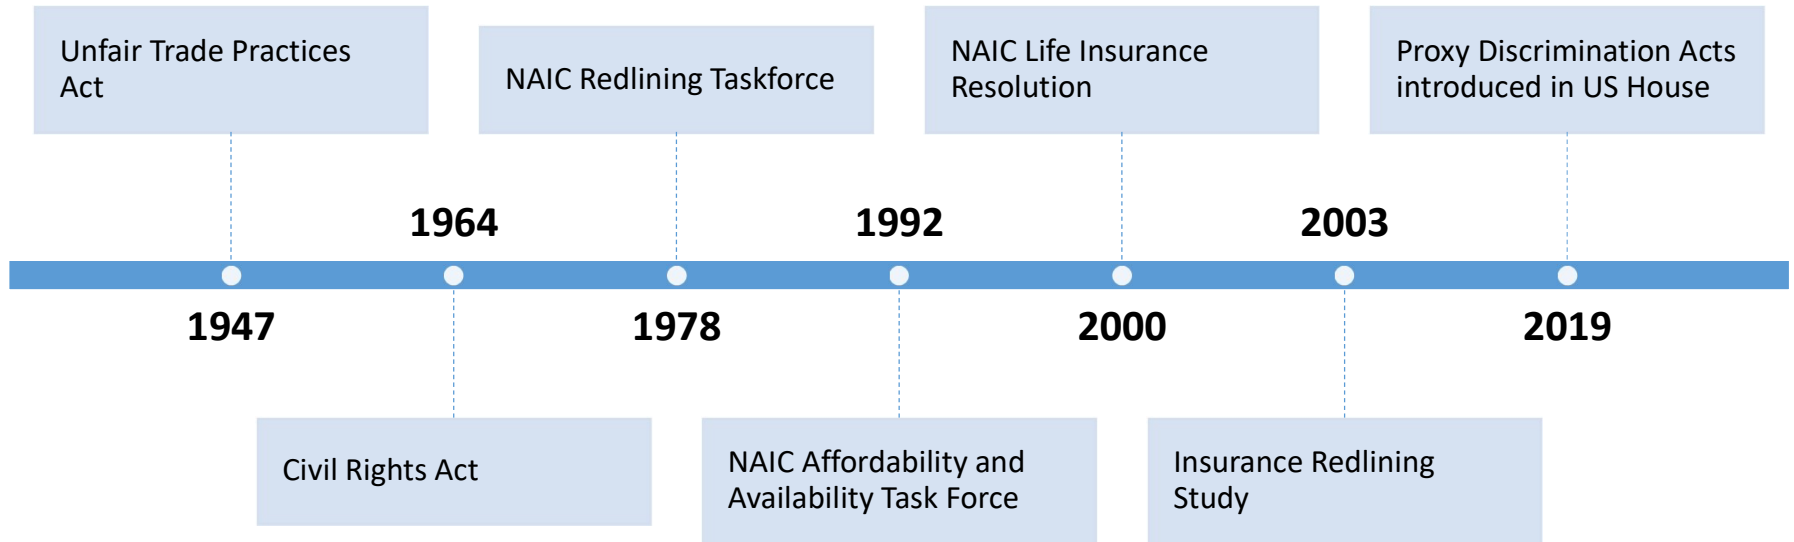 Unfair Trade Practices
Act
NAIC Redlining Taskforce
NAIC Life Insurance
Resolution
Proxy Discrimination Acts
introduced in US House
1964
1992
2003
1947
1978
2000
2019
Civil Rights Act
NAIC Affordability and
Availability Task Force
Insurance Redlining
Study